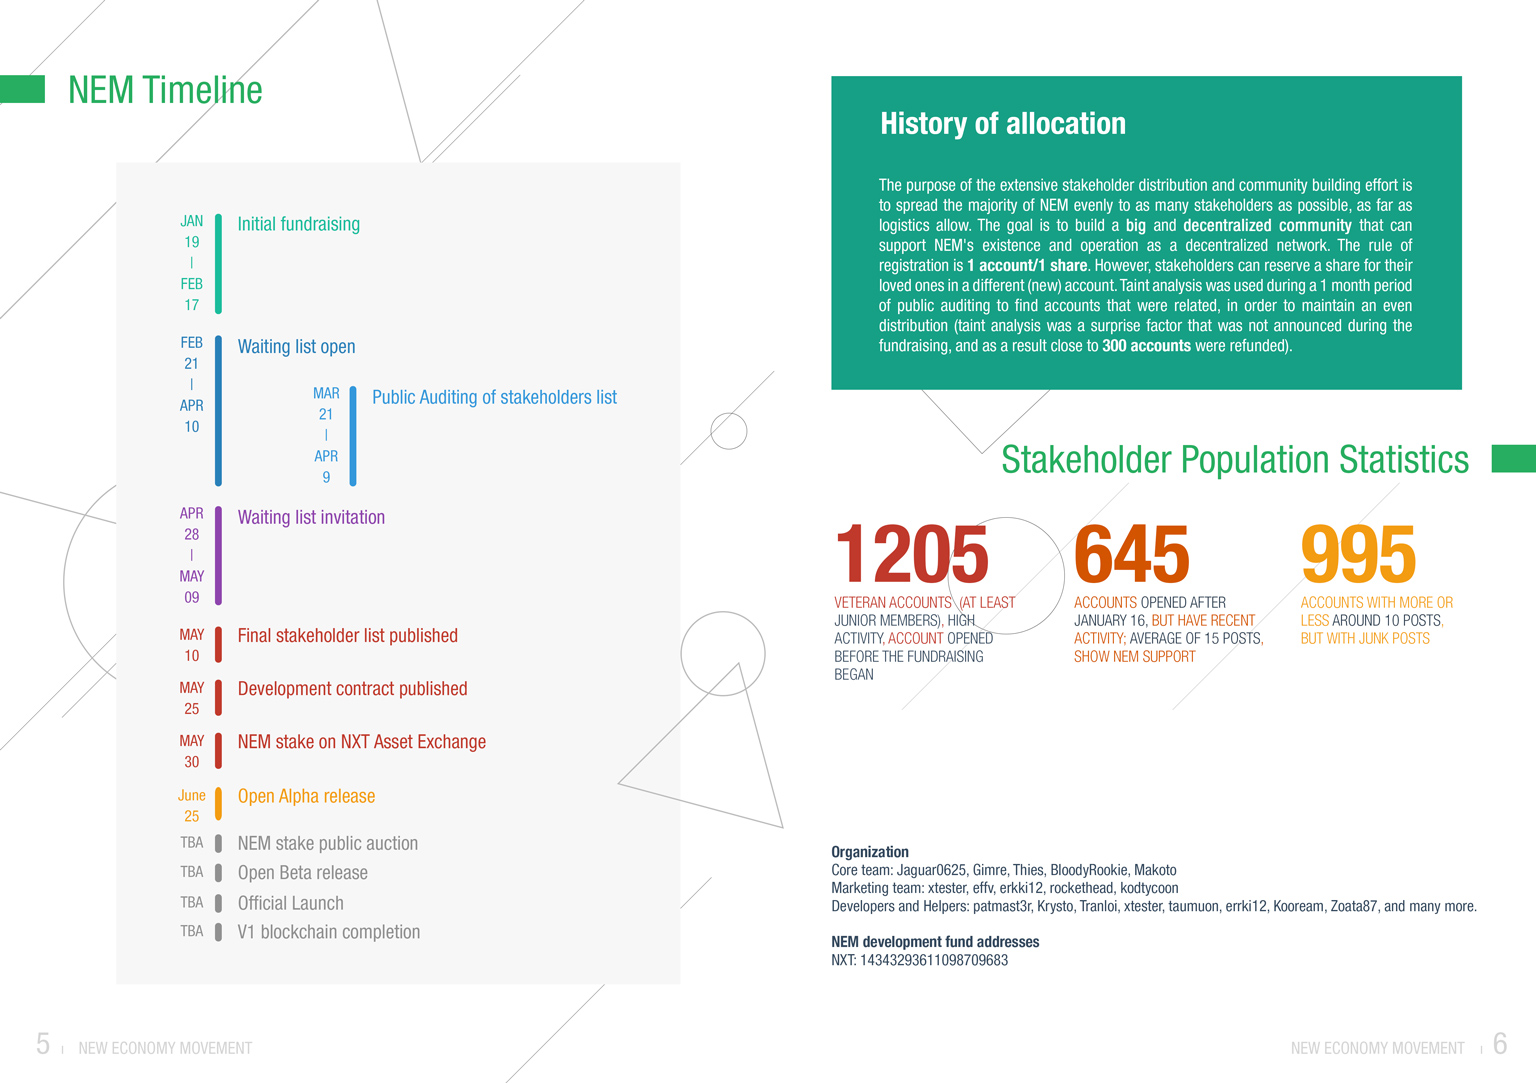 NEM Timeline
JAN
19
|
FEB
17
Initial fundraising
FEB
21
|
APR
10
Waiting list open
MAR
21
|
APR
9
Public Auditing of stakeholders list
APR
28
|
MAY
09
Waiting list invitation
MAY
10
Final stakeholder list published
MAY
25
Development contract published
MAY
30
NEM stake on NXT Asset Exchange
June
25
Open Alpha release
TBA
NEM stake public auction
TBA
Open Beta release
TBA
Official Launch
TBA
V1 blockchain completion
5 | NEW ECONOMY MOVEMENT
History of allocation
The purpose of the extensive stakeholder distribution and community building effort is
to spread the majority of NEM evenly to as many stakeholders as possible, as far as
logistics allow. The goal is to build a big and decentralized community that can
support NEM's existence and operation as a decentralized network. The rule of
registration is 1 account/1 share. However, stakeholders can reserve a share for their
loved ones in a different (new) account. Taint analysis was used during a 1 month period
of public auditing to find accounts that were related, in order to maintain an even
distribution (taint analysis was a surprise factor that was not announced during the
fundraising, and as a result close to 300 accounts were refunded).
Stakeholder Population Statistics
1205
VETERAN ACCOUNTS (AT LEAST
JUNIOR MEMBERS), HIGH
ACTIVITY, ACCOUNT OPENED
BEFORE THE FUNDRAISING
BEGAN
645
ACCOUNTS OPENED AFTER
JANUARY 16, BUT HAVE RECENT
ACTIVITY; AVERAGE OF 15 POSTS,
SHOW NEM SUPPORT
995
ACCOUNTS WITH MORE OR
LESS AROUND 10 POSTS,
BUT WITH JUNK POSTS
Organization
Core team: Jaguar0625, Gimre, Thies, BloodyRookie, Makoto
Marketing team: xtester, effv, erkki12, rockethead, kodtycoon
Developers and Helpers: patmast3r, Krysto, Tranloi, xtester, taumuon, errki12, Kooream, Zoata87, and many more.
NEM development fund addresses
NXT: 14343293611098709683
NEW ECONOMY MOVEMENT | 6